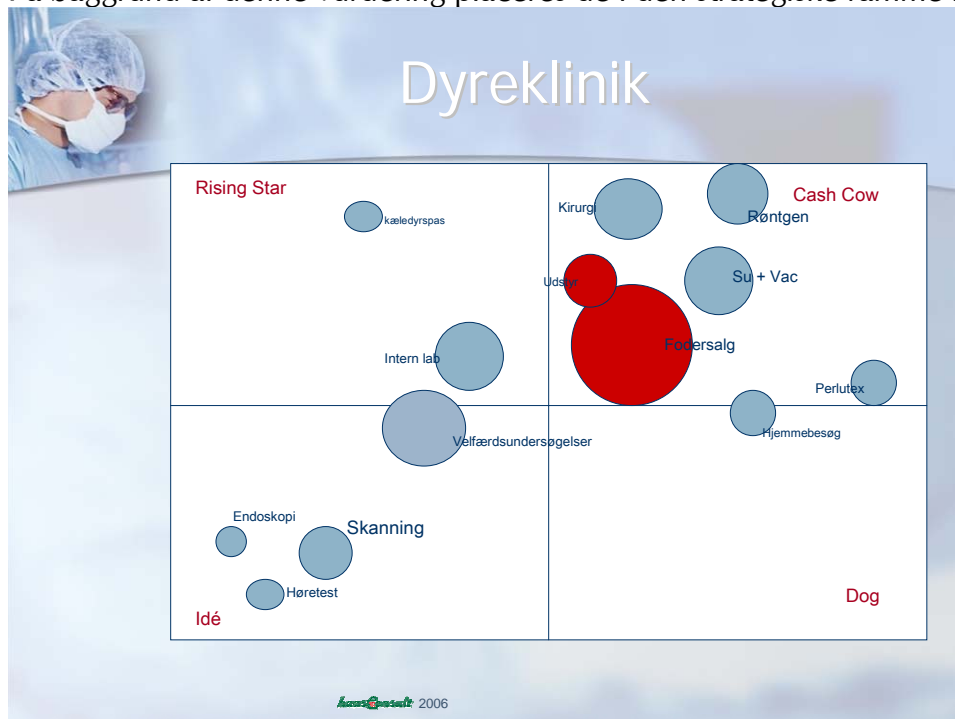 Dyreklinik
Rising Star
Cash Cow
Kirurgi
Røntgen
kæledyrspas
Udstyr
Su + Vac
Intern lab
Fodersalg
Perlutex
Velfærdsundersøgelser
Hjemmebesøg
Endoskopi
Skanning
Høretest
Dog
Idé
2006